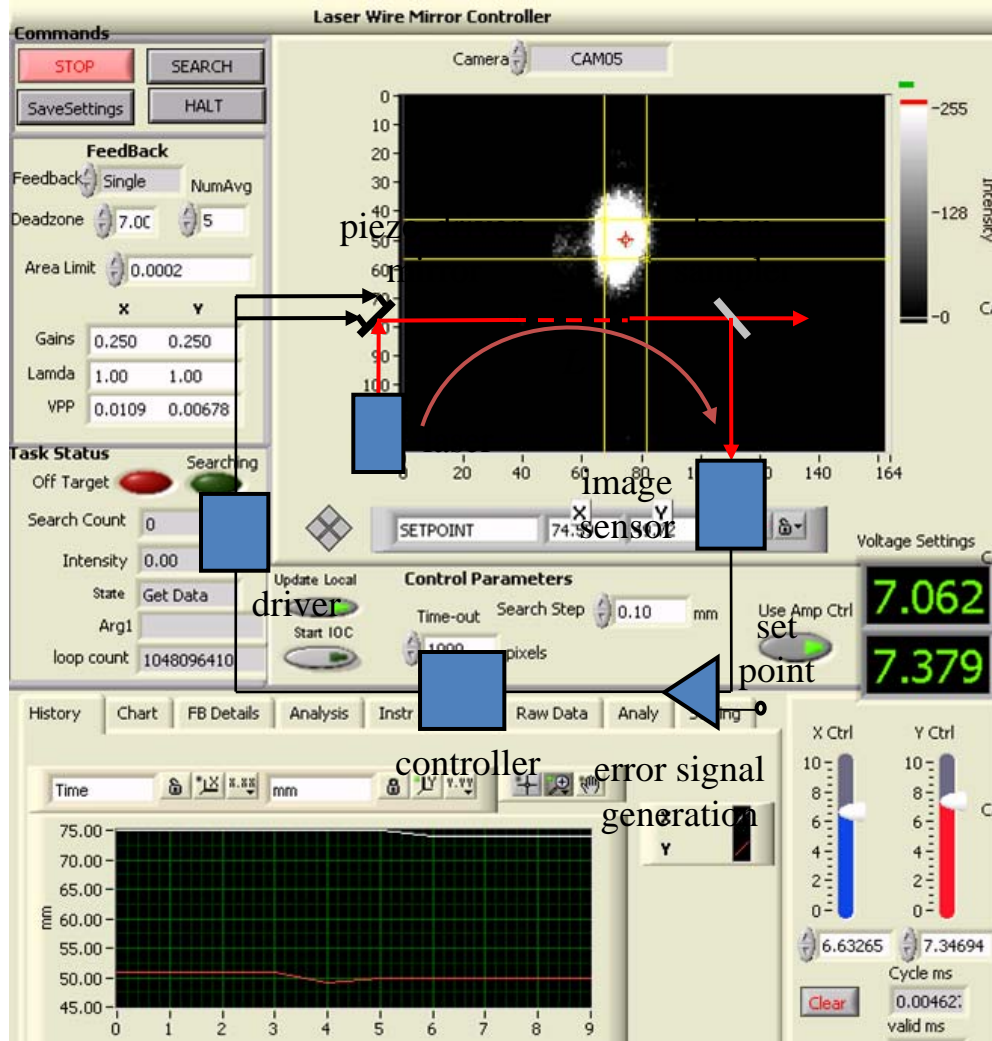 Laser Wire Mirror Controller
Commands
STOP
SEARCH
SaveSettings
HALT
FeedBack
Feedback
Single
NumAvg
Deadzone
7.00
5
Area Limit
0.0002
X Y
Gains 0.250 0.250
Lamda 1.00 1.00
VPP 0.0109 0.00678
Task Status
Off Target
Searching
Search Count 0
Intensity 0.00
State Get Data
Arg1
loop count 1048096410
Camera CAM05
0
10
20
30
40
50
60
70
80
90
100
0 20 40 60 80 140 164
-255
-128
-0
Intensity
image
sensor
SETPOINT
X
Y
driver
Update Local
Start IOC
Control Parameters
Time-out
Search Step 0.10 mm
pixels
Use Amp Ctrl
set
point
Voltage Settings
7.062
7.379
controller
error signal
generation
History Chart FB Details Analysis Instr Raw Data Analy
Time
X.XX
mm
Y.YY
X
Y
75.00
70.00
65.00
60.00
55.00
50.00
45.00
mm
0 1 2 3 4 5 6 7 8 9
X Ctrl
Y Ctrl
10
8
6
4
2
0
10
8
6
4
2
0
6.63265
7.34694
Cycle ms
Clear
valid ms